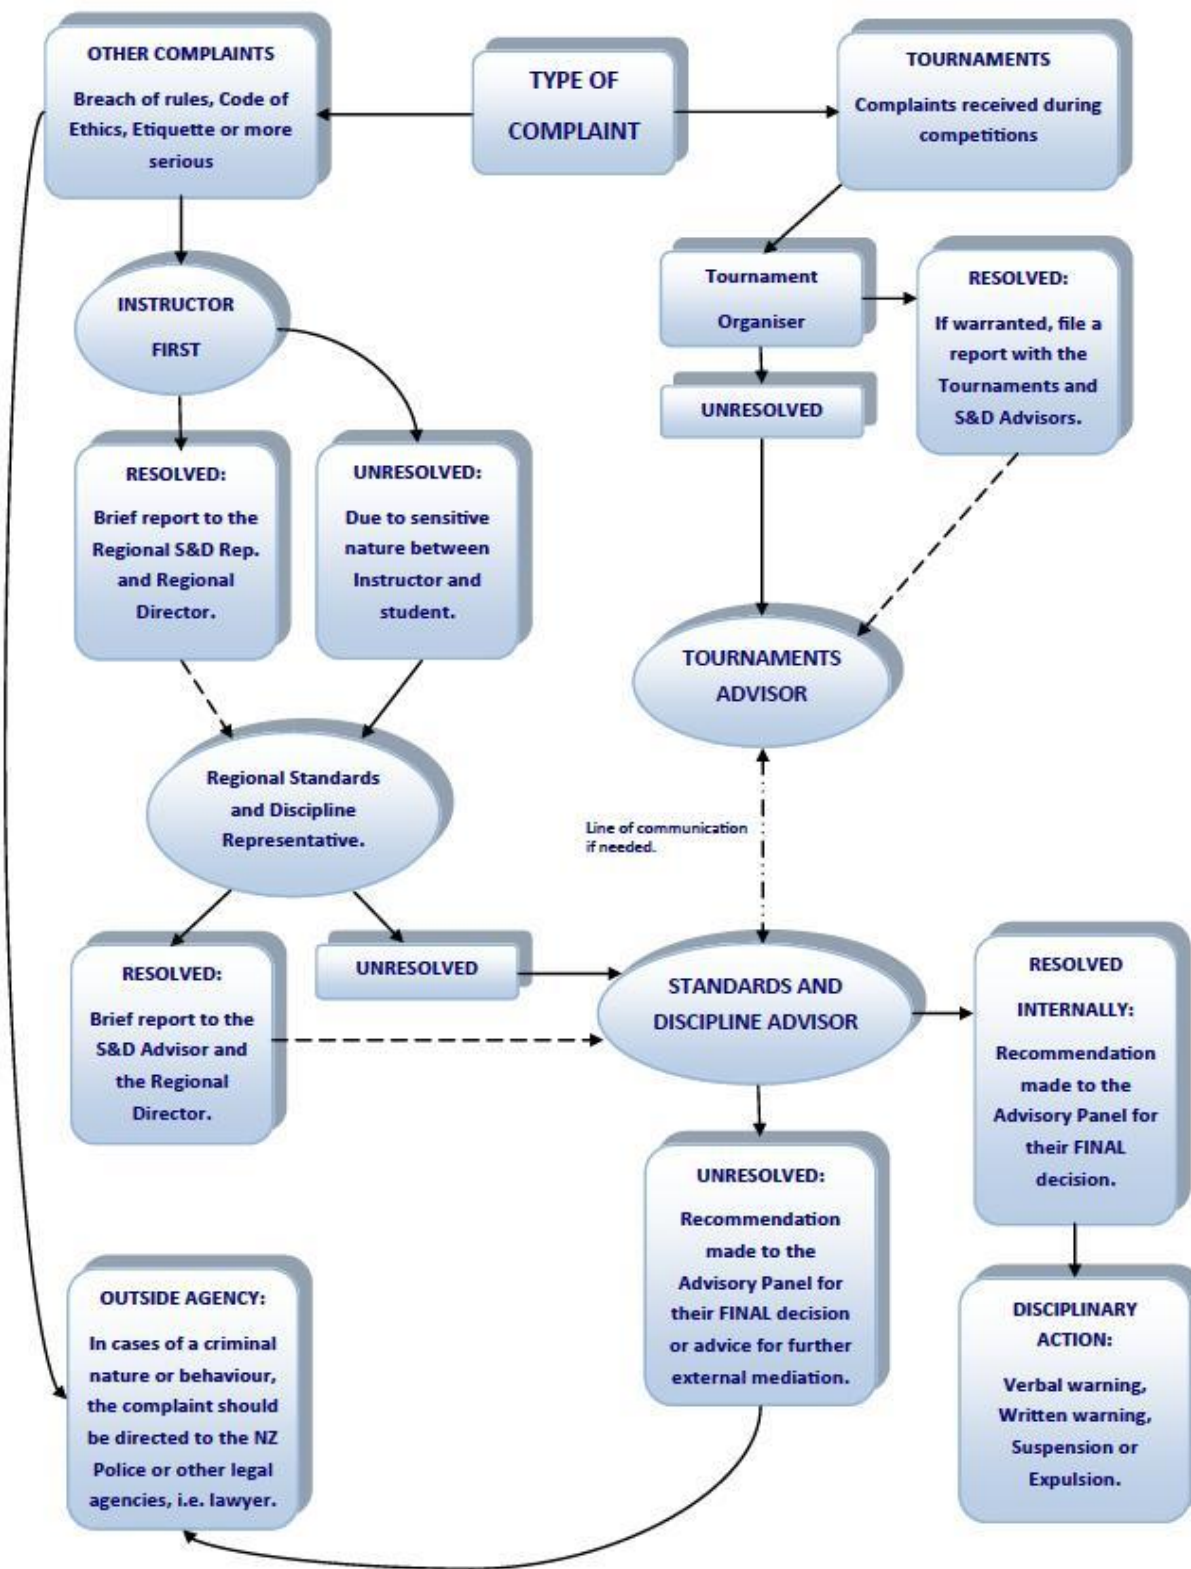 TYPE OF
COMPLAINT
OTHER COMPLAINTS
Breach of rules, Code of
Ethics, Etiquette or more
serious
TOURNAMENTS
Complaints received during
competitions
INSTRUCTOR
FIRST
Tournament
Organiser
RESOLVED:
If warranted, file a
report with the
Tournaments and
S&D Advisors.
UNRESOLVED
RESOLVED:
Brief report to the
Regional S&D Rep.
and Regional
Director.
UNRESOLVED:
Due to sensitive
nature between
Instructor and
student.
TOURNAMENTS
ADVISOR
Regional Standards
and Discipline
Representative.
Line of communication
if needed.
RESOLVED:
Brief report to the
S&D Advisor and
the Regional
Director.
UNRESOLVED
STANDARDS AND
DISCIPLINE ADVISOR
RESOLVED
INTERNALLY:
Recommendation
made to the
Advisory Panel for
their FINAL
decision.
UNRESOLVED:
Recommendation
made to the
Advisory Panel for
their FINAL decision
or advice for further
external mediation.
OUTSIDE AGENCY:
In cases of a criminal
nature or behaviour,
the complaint should
be directed to the NZ
Police or other legal
agencies, i.e. lawyer.
DISCIPLINARY
ACTION:
Verbal warning,
Written warning,
Suspension or
Expulsion.